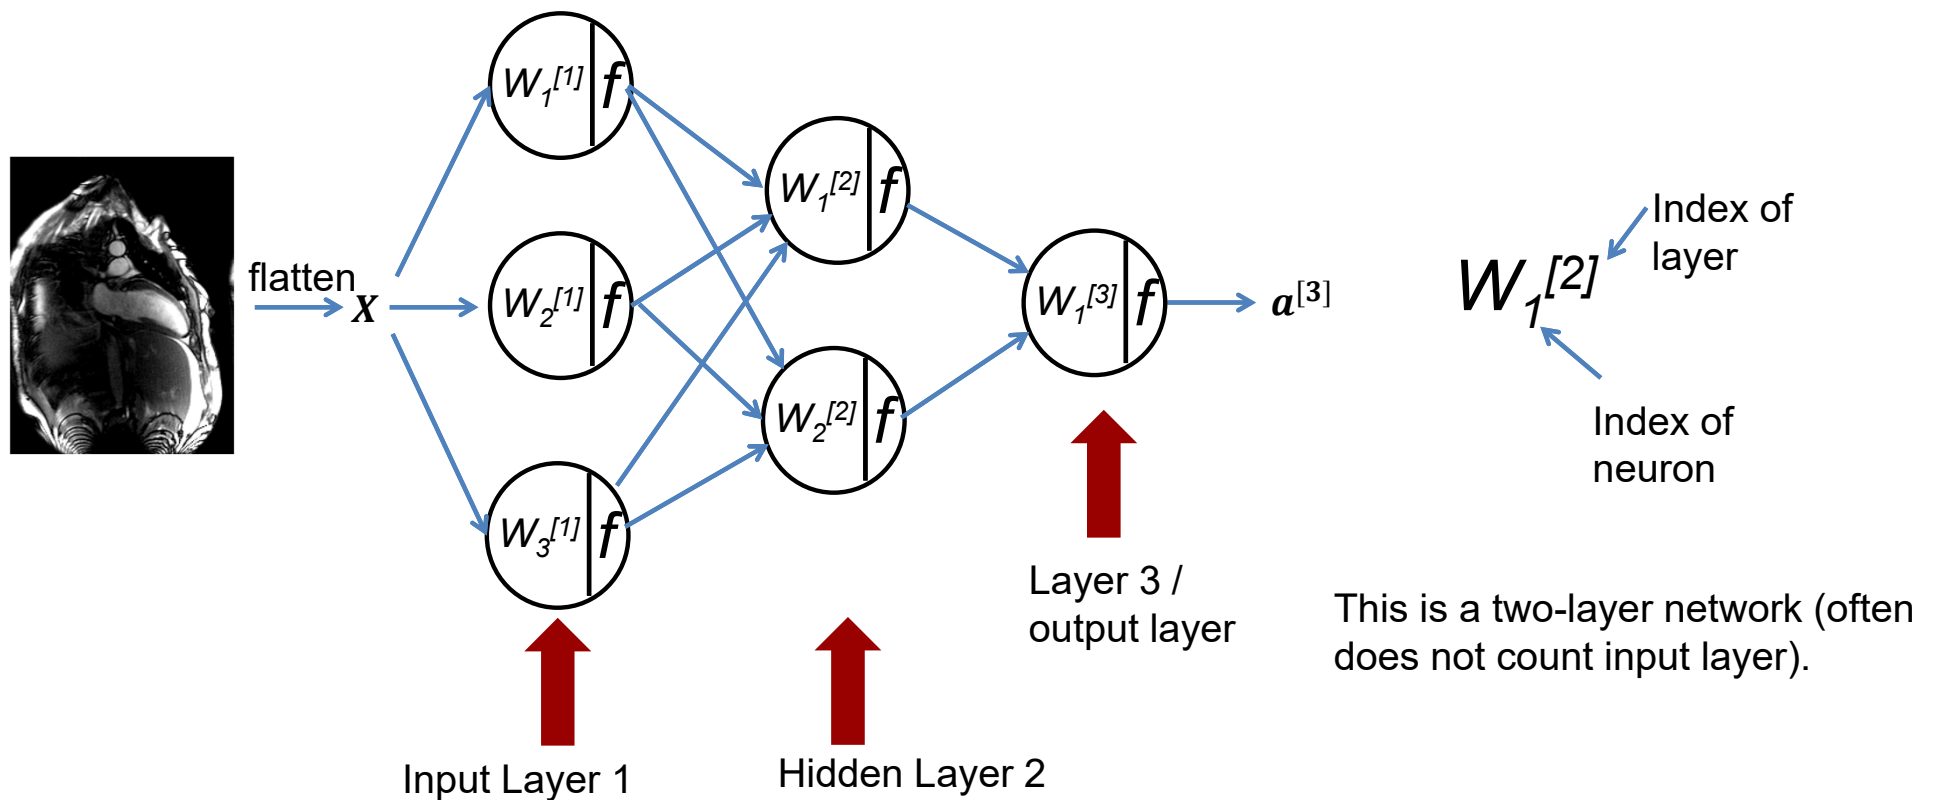 flatten
X
W₁[1] f
W₂[1] f
W₃[1] f
W₁[2] f
W₂[2] f
W₁[3] f
a[3]
Input Layer 1
Hidden Layer 2
Layer 3 /
output layer
W₁[2]
Index of
layer
Index of
neuron
This is a two-layer network (often
does not count input layer).